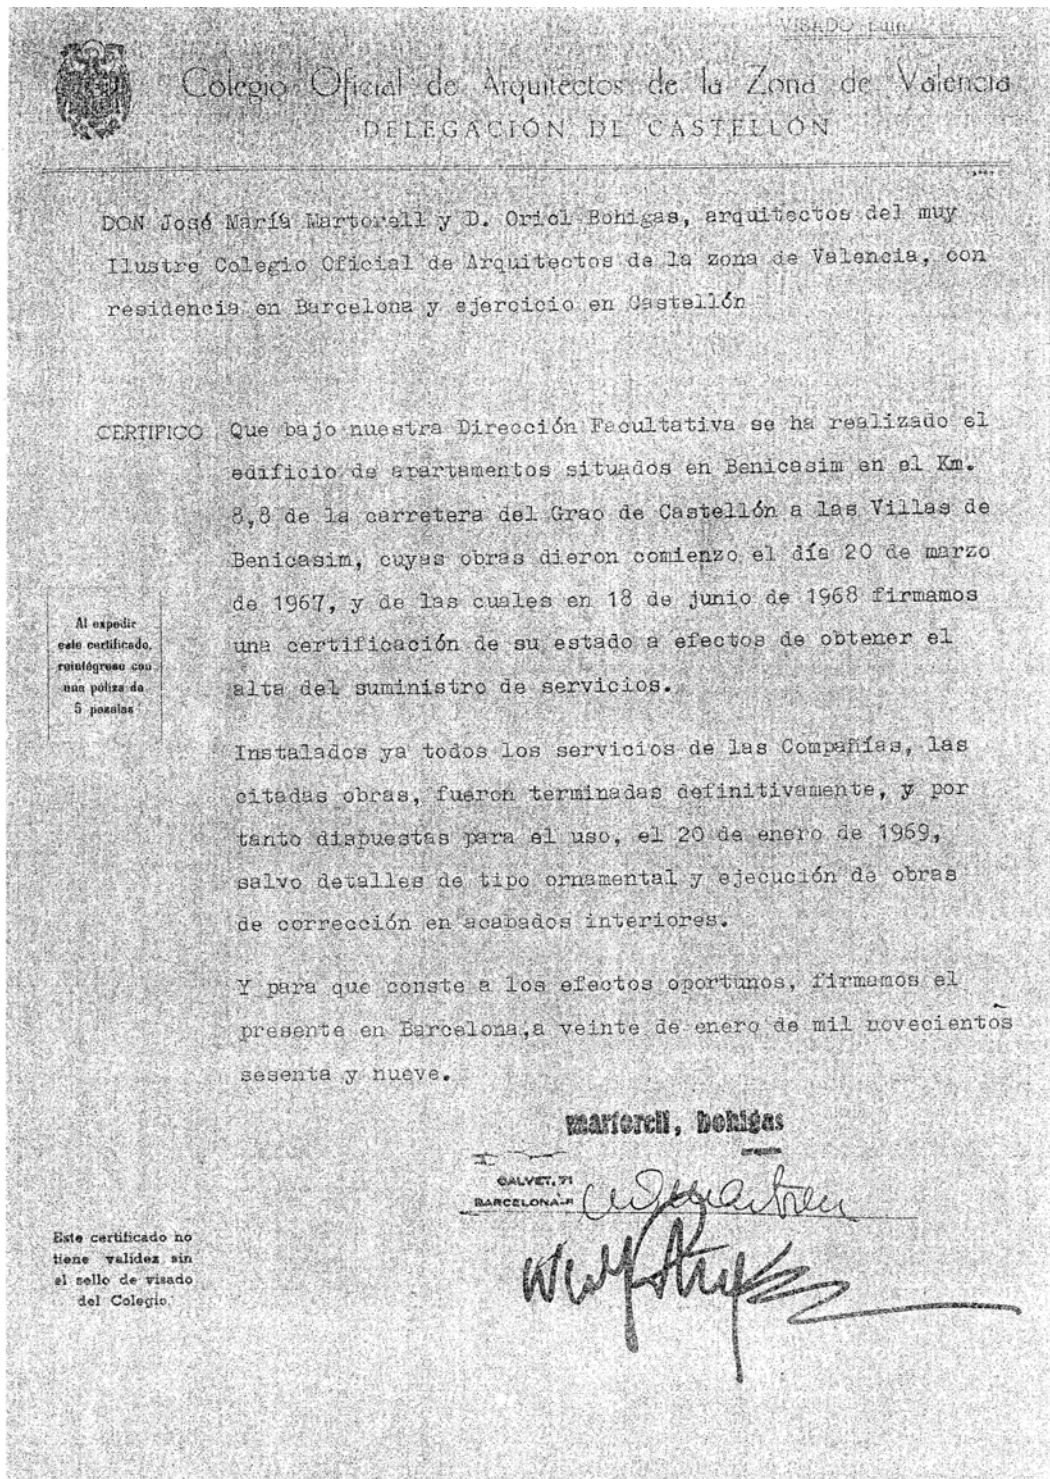 VISADO
Colegio Oficial de Arquitectos de la Zona de Valencia
DELEGACIÓN DE CASTELLÓN
DON José María Martorell y D. Oriol Bohigas, arquitectos del muy
Ilustre Colegio Oficial de Arquitectos de la zona de Valencia, con
residencia en Barcelona y ejercicio en Castellón
CERTIFICO Que bajo nuestra Dirección Facultativa se ha realizado el
edificio de apartamentos situados en Benicasim en el Km.
8,8 de la carretera del Grao de Castellón a las Villas de
Benicasim, cuyas obras dieron comienzo el día 20 de marzo
de 1967, y de las cuales en 18 de junio de 1968 firmamos
una certificación de su estado a efectos de obtener el
alta del suministro de servicios.
Al expedir
este certificado,
reintégrese con
una póliza de
5 pesetas
Instalados ya todos los servicios de las Compañías, las
citadas obras, fueron terminadas definitivamente, y por
tanto dispuestas para el uso, el 20 de enero de 1969,
salvo detalles de tipo ornamental y ejecución de obras
de corrección en acabados interiores.
Y para que conste a los efectos oportunos, firmamos el
presente en Barcelona,a veinte de enero de mil novecientos
sesenta y nueve.
martorell, bohigas
CALVET, 71
BARCELONA
Este certificado no
tiene validez sin
el sello de visado
del Colegio.